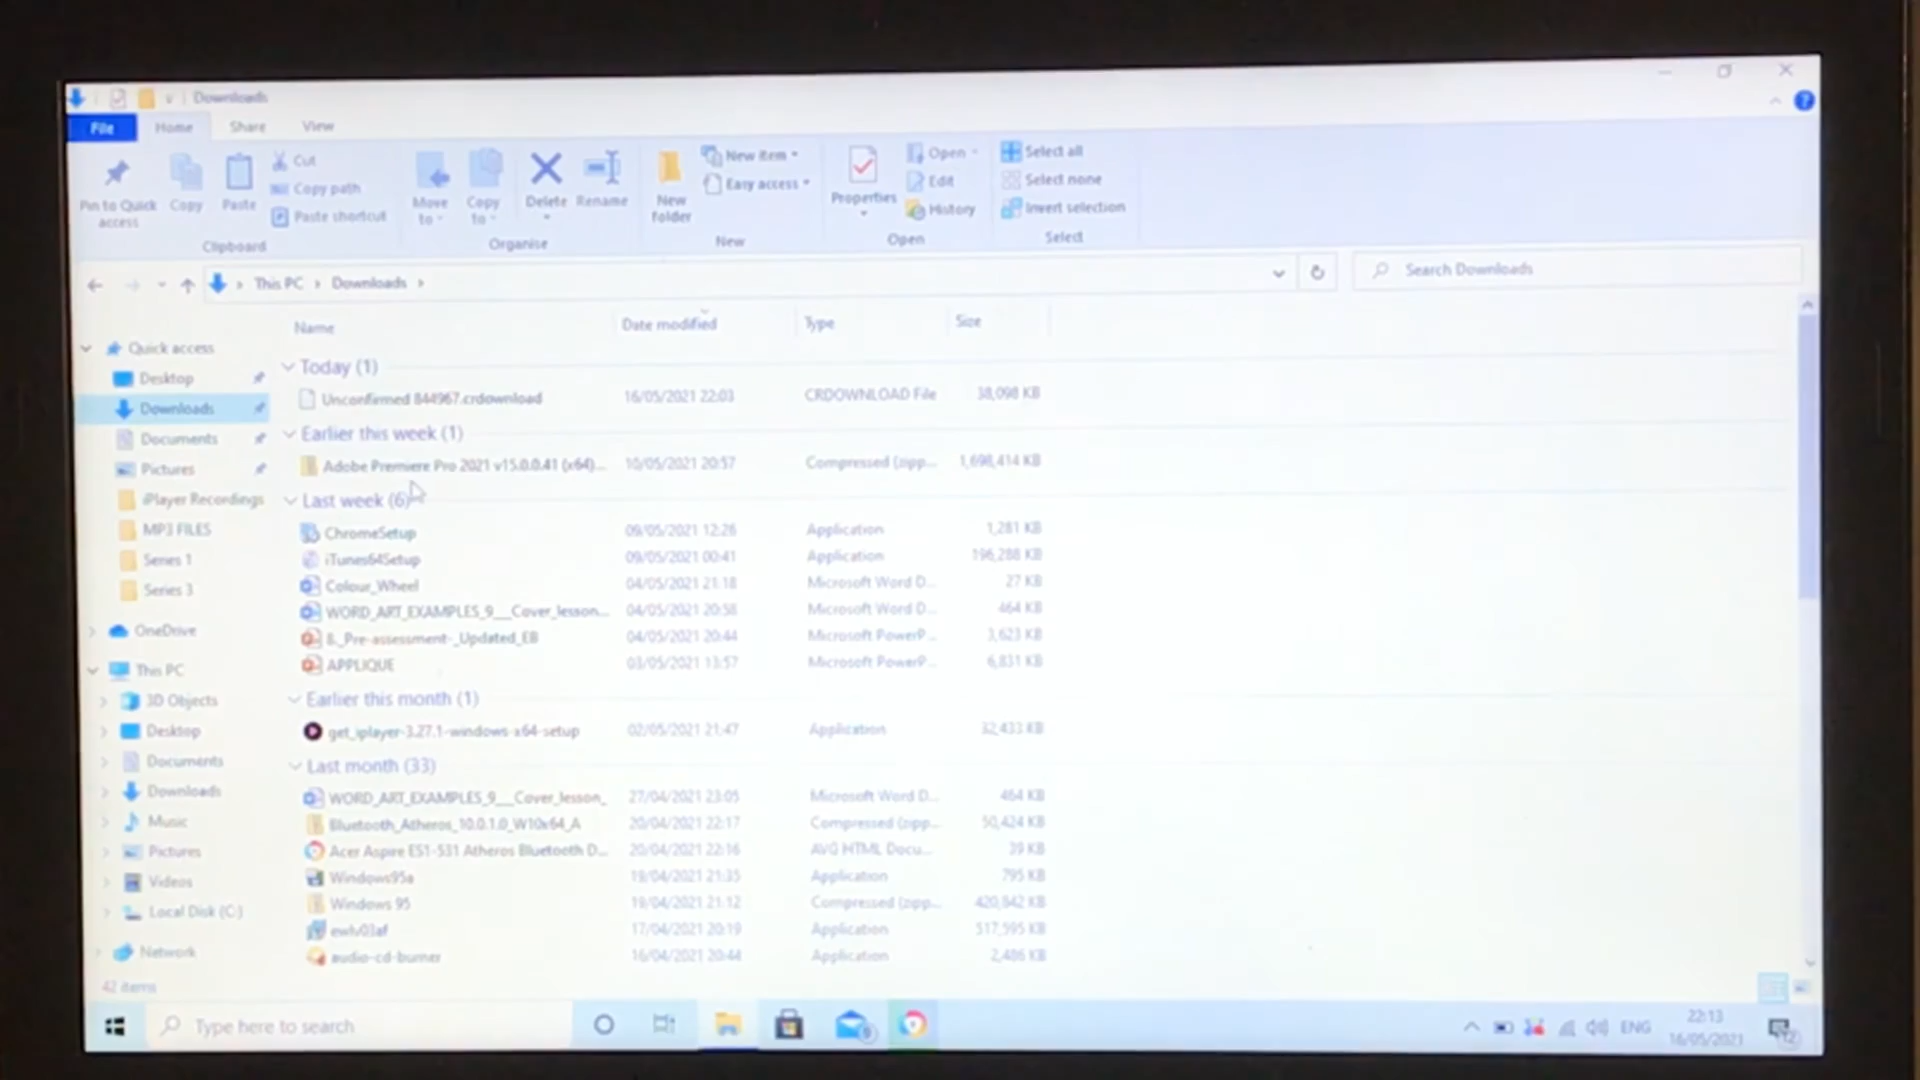 Downloads
File Home Share View
Pin to Quick access
Copy
Paste
Cut
Copy path
Paste shortcut
Clipboard
Move to
Copy to
Delete
Rename
Organise
New folder
New item
Easy access
New
Properties
Open
Edit
History
Open
Select all
Select none
Invert selection
Select
This PC > Downloads >
Search Downloads
Name Date modified Type Size
Quick access
Desktop
Downloads
Documents
Pictures
iPlayer Recordings
MP3 FILES
Series 1
Series 3
OneDrive
This PC
3D Objects
Desktop
Documents
Downloads
Music
Pictures
Videos
Local Disk (C:)
Network
Today (1)
Unconfirmed 844967.crdownload 16/05/2021 22:03 CRDOWNLOAD File 38,098 KB
Earlier this week (1)
Adobe Premiere Pro 2021 v15.0.0.41 (x64)... 10/05/2021 20:57 Compressed (zipp... 1,698,414 KB
Last week (6)
ChromeSetup 09/05/2021 12:26 Application 1,281 KB
iTunes64Setup 09/05/2021 00:41 Application 196,288 KB
Colour_Wheel 04/05/2021 21:18 Microsoft Word D... 27 KB
WORD_ART_EXAMPLES_9___Cover_lesson... 04/05/2021 20:58 Microsoft Word D... 464 KB
8._Pre-assessment-_Updated_EB 04/05/2021 20:44 Microsoft PowerP... 3,623 KB
APPLIQUE 03/05/2021 13:57 Microsoft PowerP... 6,831 KB
Earlier this month (1)
get_iplayer-3.27.1-windows-x64-setup 02/05/2021 21:47 Application 32,433 KB
Last month (33)
WORD_ART_EXAMPLES_9___Cover_lesson_ 27/04/2021 23:05 Microsoft Word D... 464 KB
Bluetooth_Atheros_10.0.1.0_W10x64_A 20/04/2021 22:17 Compressed (zipp... 50,424 KB
Acer Aspire ES1-531 Atheros Bluetooth D... 20/04/2021 22:16 AVG HTML Docu... 39 KB
Windows95a 19/04/2021 21:35 Application 795 KB
Windows 95 19/04/2021 21:12 Compressed (zipp... 420,842 KB
17/04/2021 20:19 Application 517,595 KB
audio-cd-burner 16/04/2021 20:44 Application 2,486 KB
42 items
Type here to search
ENG
22:13
16/05/2021